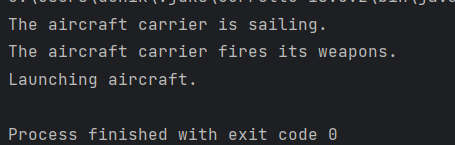 The aircraft carrier is sailing.
The aircraft carrier fires its weapons.
Launching aircraft.
Process finished with exit code 0